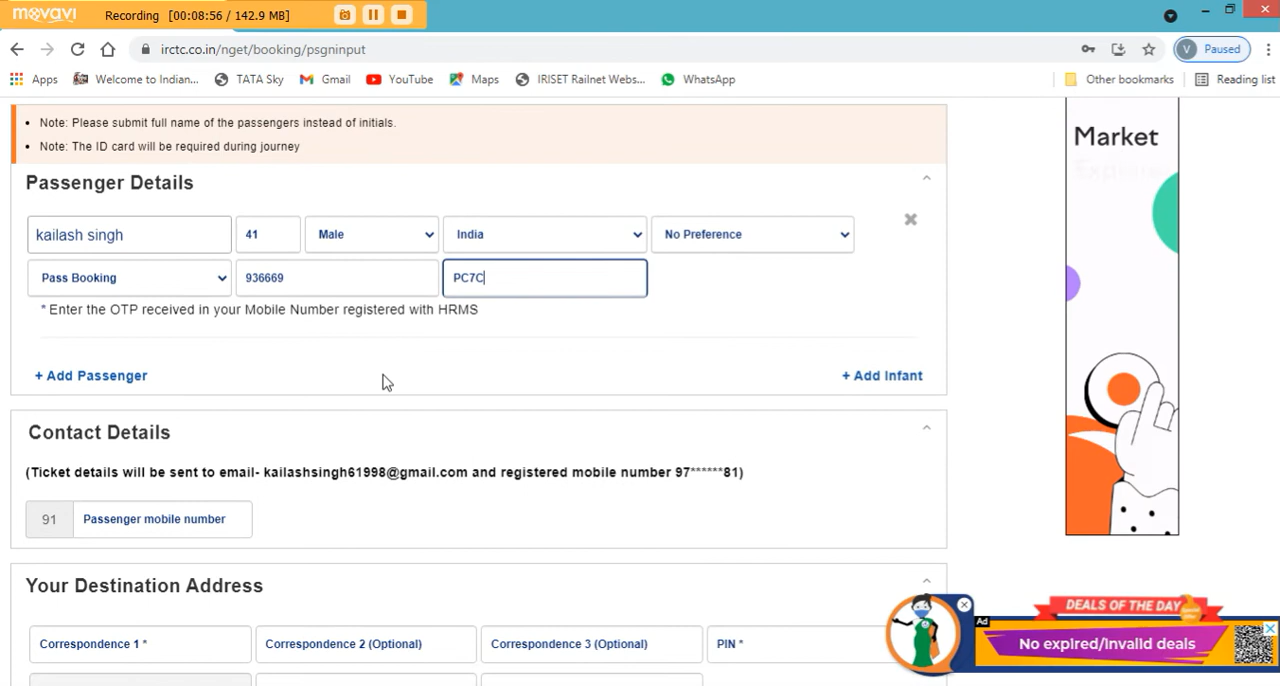 movavi Recording [00:08:56 / 142.9 MB]
irctc.co.in/nget/booking/psgninput
V Paused
Apps Welcome to Indian... TATA Sky Gmail YouTube Maps IRISET Railnet Webs... WhatsApp Other bookmarks Reading list
Note: Please submit full name of the passengers instead of initials.
Note: The ID card will be required during journey
Passenger Details
kailash singh 41 Male India No Preference
Pass Booking 936669 PC7C
* Enter the OTP received in your Mobile Number registered with HRMS
+ Add Passenger + Add Infant
Contact Details
(Ticket details will be sent to email- kailashsingh61998@gmail.com and registered mobile number 97******81)
91 Passenger mobile number
Your Destination Address
Correspondence 1 * Correspondence 2 (Optional) Correspondence 3 (Optional) PIN *
Market
DEALS OF THE DAY
Ad
No expired/Invalid deals